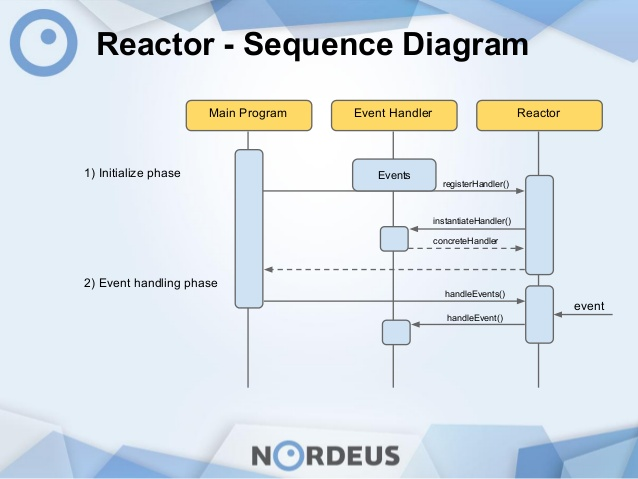 Reactor - Sequence Diagram
Main Program
Event Handler
Reactor
1) Initialize phase
Events
registerHandler()
instantiateHandler()
concreteHandler
2) Event handling phase
handleEvents()
event
handleEvent()
NORDEUS